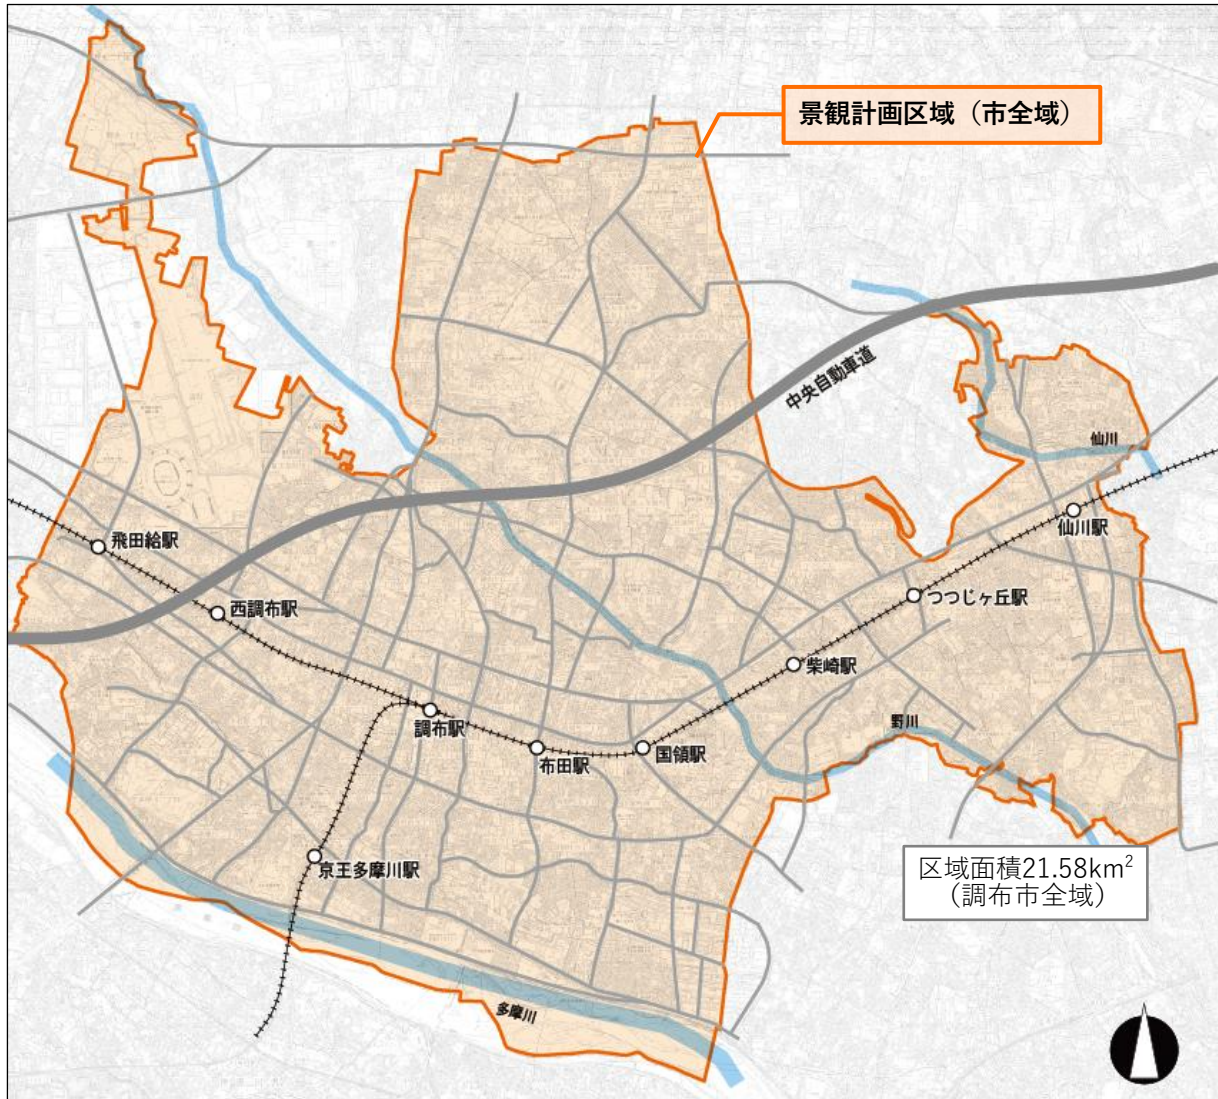 景観計画区域（市全域）
中央自動車道
仙川
仙川駅
飛田給駅
つつじヶ丘駅
西調布駅
柴崎駅
調布駅
野川
布田駅
国領駅
京王多摩川駅
区域面積21.58km²
（調布市全域）
多摩川